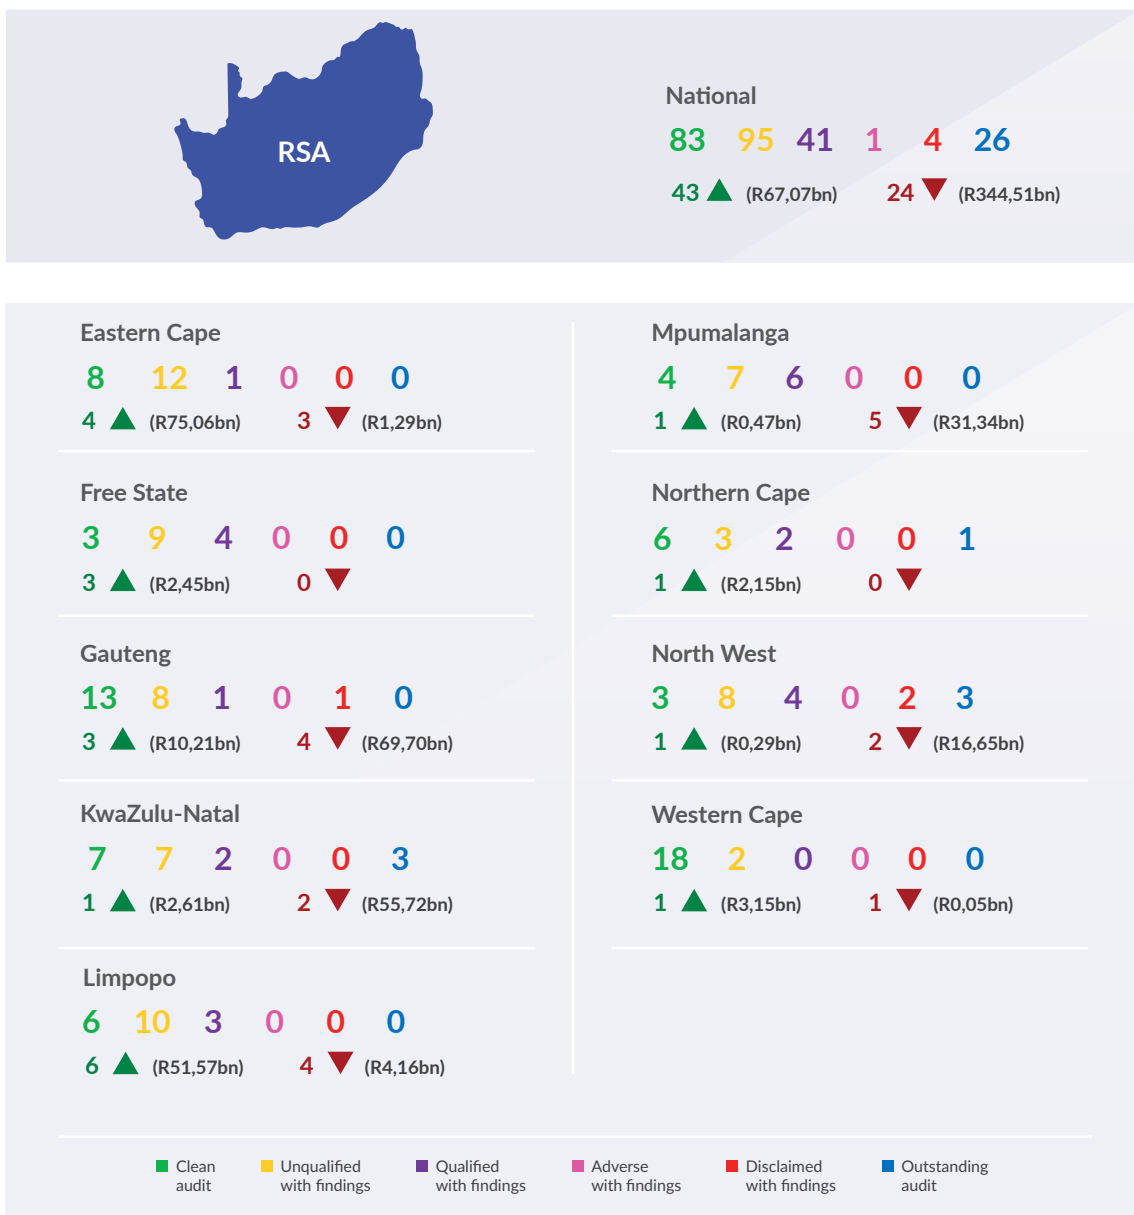 RSA
National
83 95 41 1 4 26
43 (R67,07bn) 24 (R344,51bn)
Eastern Cape
8 12 1 0 0 0
4 (R75,06bn) 3 (R1,29bn)
Free State
3 9 4 0 0 0
3 (R2,45bn) 0
Gauteng
13 8 1 0 1 0
3 (R10,21bn) 4 (R69,70bn)
KwaZulu-Natal
7 7 2 0 0 3
1 (R2,61bn) 2 (R55,72bn)
Limpopo
6 10 3 0 0 0
6 (R51,57bn) 4 (R4,16bn)
Mpumalanga
4 7 6 0 0 0
1 (R0,47bn) 5 (R31,34bn)
Northern Cape
6 3 2 0 0 1
1 (R2,15bn) 0
North West
3 8 4 0 2 3
1 (R0,29bn) 2 (R16,65bn)
Western Cape
18 2 0 0 0 0
1 (R3,15bn) 1 (R0,05bn)
Clean
audit
Unqualified
with findings
Qualified
with findings
Adverse
with findings
Disclaimed
with findings
Outstanding
audit